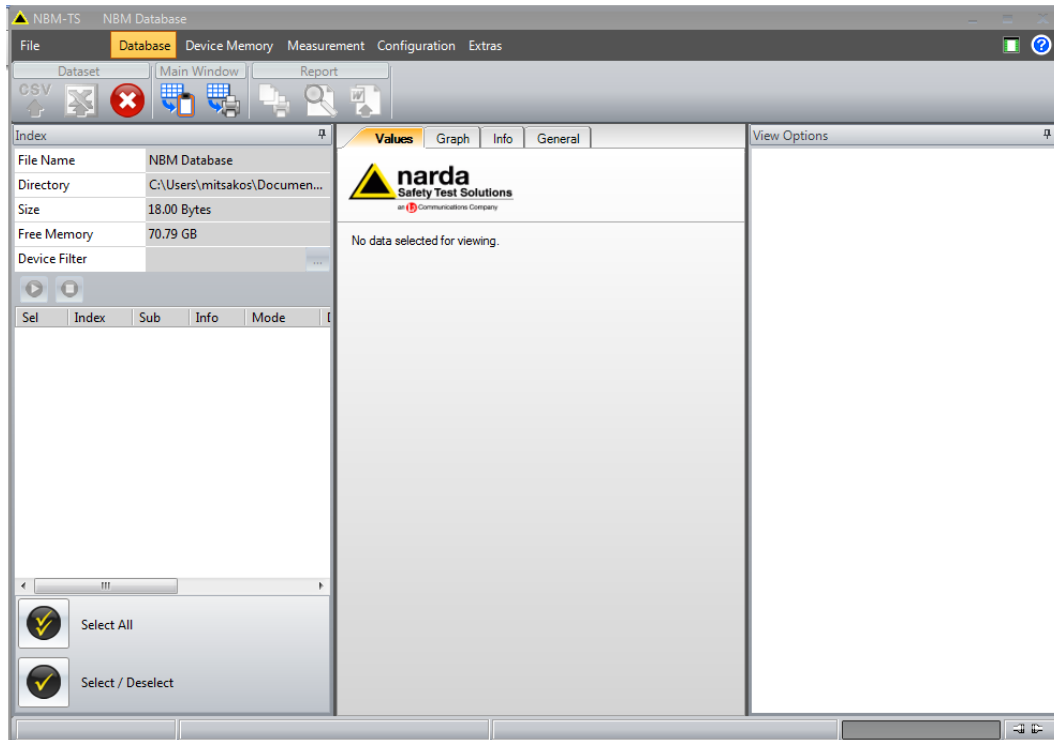 NBM-TS NBM Database
File Database Device Memory Measurement Configuration Extras
Dataset Main Window Report
CSV
Index
File Name NBM Database
Directory C:\Users\mitsakos\Documen...
Size 18.00 Bytes
Free Memory 70.79 GB
Device Filter ...
Sel Index Sub Info Mode
Select All
Select / Deselect
Values Graph Info General
narda
Safety Test Solutions
an Communications Company
No data selected for viewing.
View Options